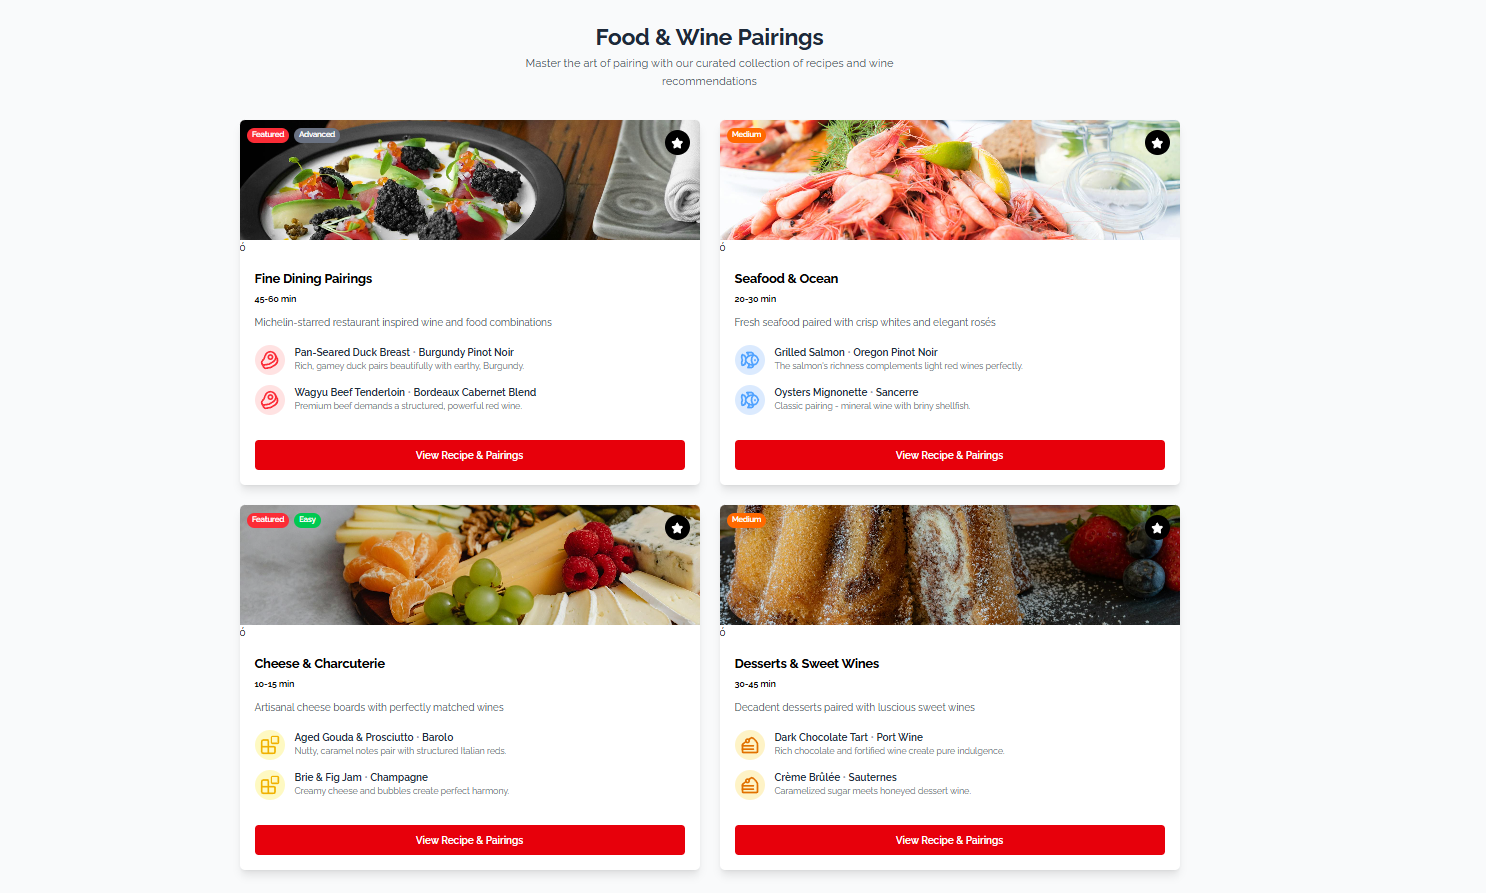 Food & Wine Pairings
Master the art of pairing with our curated collection of recipes and wine
recommendations
Featured
Advanced
ó
Fine Dining Pairings
45-60 min
Michelin-starred restaurant inspired wine and food combinations
Pan-Seared Duck Breast · Burgundy Pinot Noir
Rich, gamey duck pairs beautifully with earthy, Burgundy.
Wagyu Beef Tenderloin · Bordeaux Cabernet Blend
Premium beef demands a structured, powerful red wine.
View Recipe & Pairings
Medium
ó
Seafood & Ocean
20-30 min
Fresh seafood paired with crisp whites and elegant rosés
Grilled Salmon · Oregon Pinot Noir
The salmon's richness complements light red wines perfectly.
Oysters Mignonette · Sancerre
Classic pairing - mineral wine with briny shellfish.
View Recipe & Pairings
Featured
Easy
ó
Cheese & Charcuterie
10-15 min
Artisanal cheese boards with perfectly matched wines
Aged Gouda & Prosciutto · Barolo
Nutty, caramel notes pair with structured Italian reds.
Brie & Fig Jam · Champagne
Creamy cheese and bubbles create perfect harmony.
View Recipe & Pairings
Medium
ó
Desserts & Sweet Wines
30-45 min
Decadent desserts paired with luscious sweet wines
Dark Chocolate Tart · Port Wine
Rich chocolate and fortified wine create pure indulgence.
Crème Brûlée · Sauternes
Caramelized sugar meets honeyed dessert wine.
View Recipe & Pairings